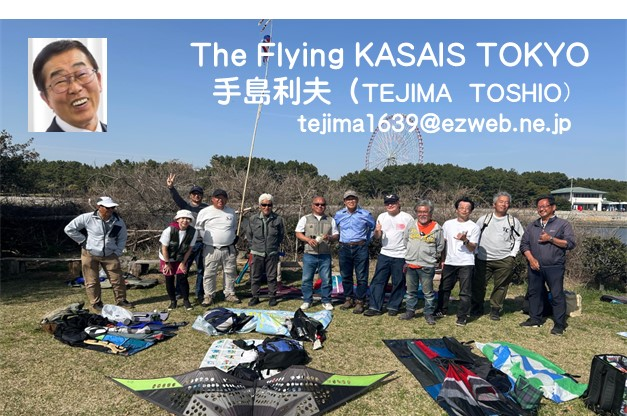 The Flying KASAIS TOKYO
手島利夫（TEJIMA　TOSHIO）
tejima1639@ezweb.ne.jp